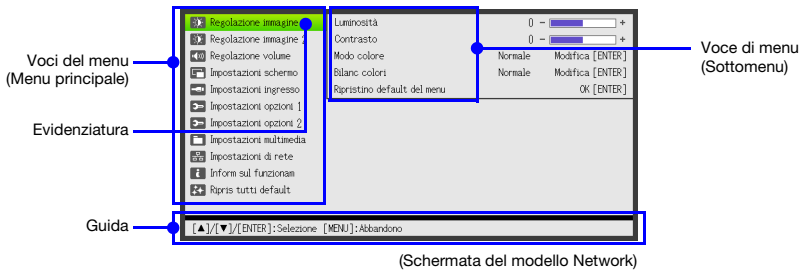 Voci del menu
(Menu principale)
Evidenziatura
Guida
Regolazione immagine 1
Regolazione immagine 2
Regolazione volume
Impostazioni schermo
Impostazioni ingresso
Impostazioni opzioni 1
Impostazioni opzioni 2
Impostazioni multimedia
Impostazioni di rete
Inform sul funzionam
Ripris tutti default
Luminosità 0 - +
Contrasto 0 - +
Modo colore Normale Modifica [ENTER]
Bilanc colori Normale Modifica [ENTER]
Ripristino default del menu OK [ENTER]
Voce di menu
(Sottomenu)
[▲]/[▼]/[ENTER]:Selezione [MENU]:Abbandono
(Schermata del modello Network)